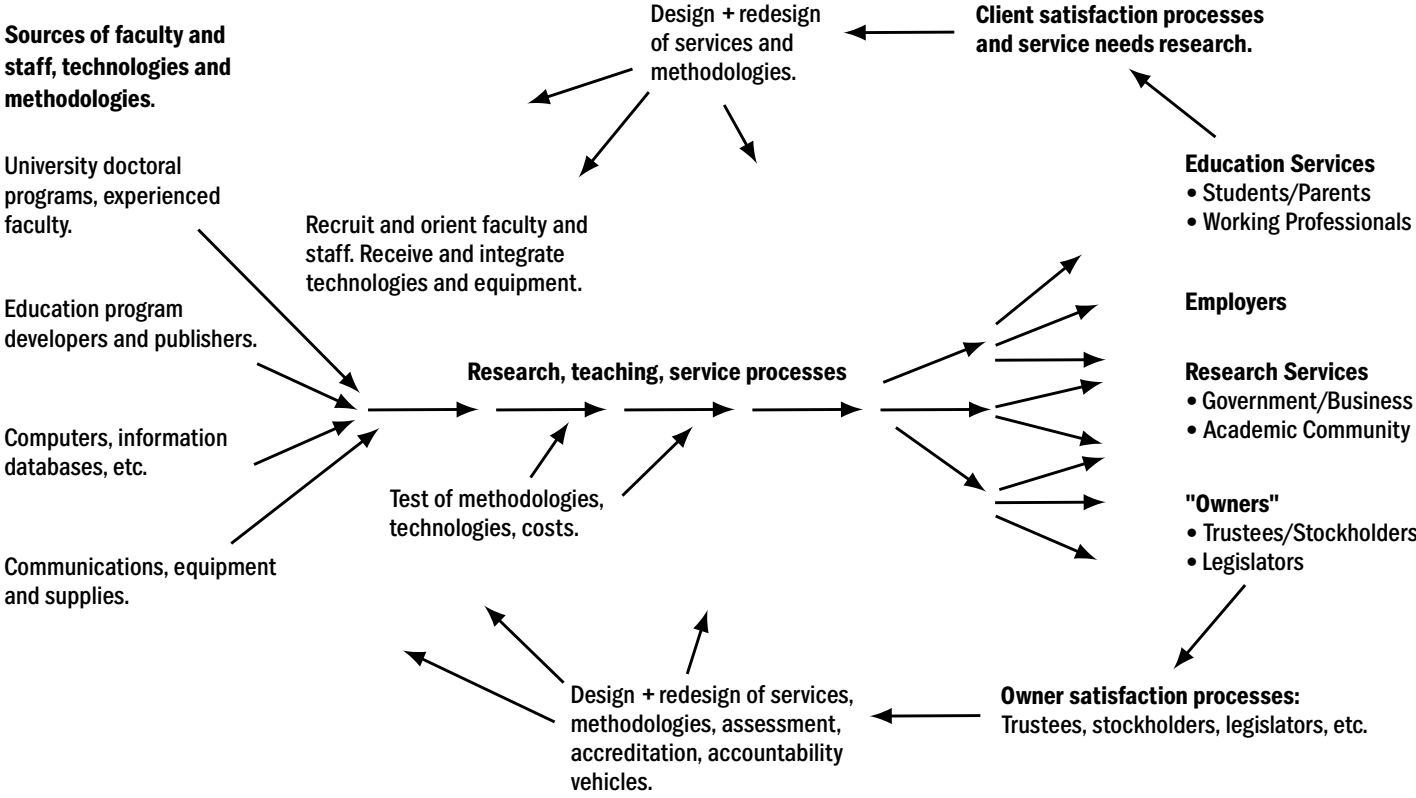 Sources of faculty and
staff, technologies and
methodologies.
University doctoral
programs, experienced
faculty.
Education program
developers and publishers.
Computers, information
databases, etc.
Communications, equipment
and supplies.
Design + redesign
of services and
methodologies.
Recruit and orient faculty and
staff. Receive and integrate
technologies and equipment.
Research, teaching, service processes
Test of methodologies,
technologies, costs.
Design + redesign of services,
methodologies, assessment,
accreditation, accountability
vehicles.
Client satisfaction processes
and service needs research.
Education Services
• Students/Parents
• Working Professionals
Employers
Research Services
• Government/Business
• Academic Community
"Owners"
• Trustees/Stockholders
• Legislators
Owner satisfaction processes:
Trustees, stockholders, legislators, etc.